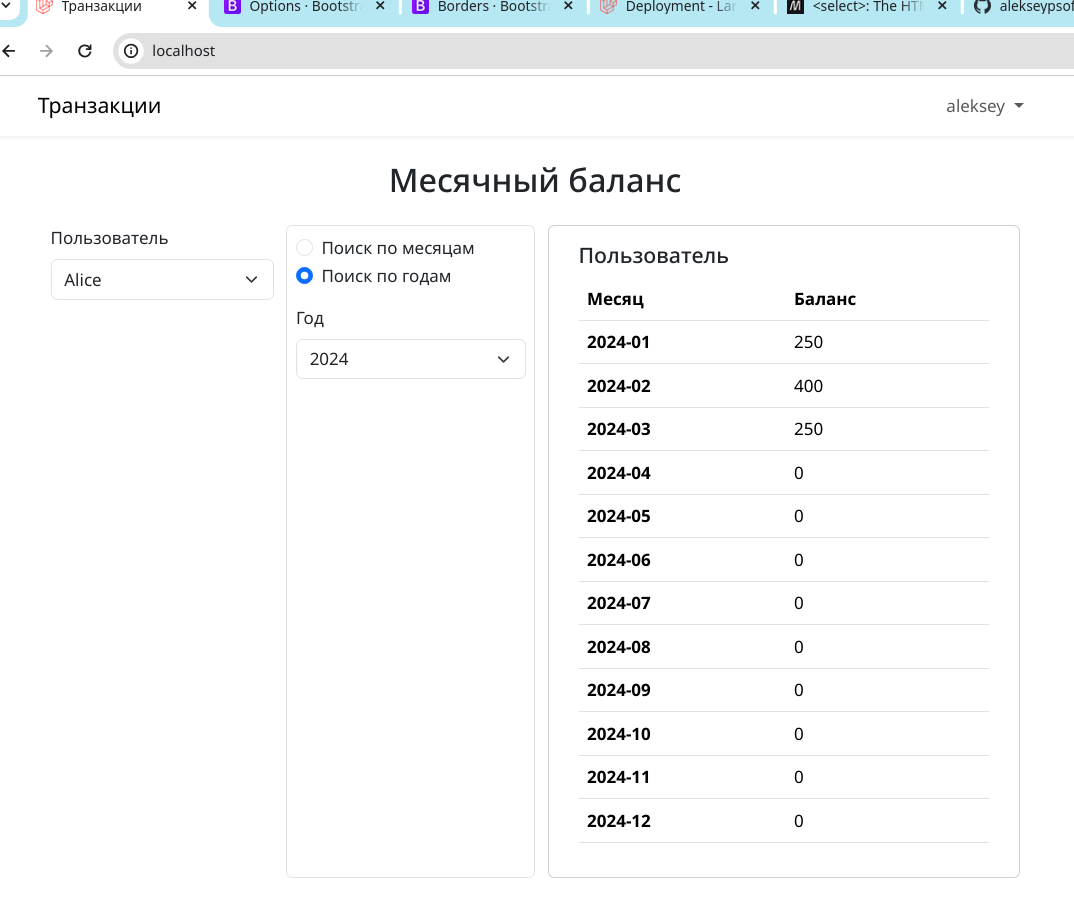 Транзакции
Options · Bootstr
Borders · Bootstr
Deployment - Lar
<select>: The HT
alekseypsof
localhost
Транзакции
aleksey
Месячный баланс
Пользователь
Alice
Поиск по месяцам
Поиск по годам
Год
2024
Пользователь
Месяц Баланс
2024-01 250
2024-02 400
2024-03 250
2024-04 0
2024-05 0
2024-06 0
2024-07 0
2024-08 0
2024-09 0
2024-10 0
2024-11 0
2024-12 0